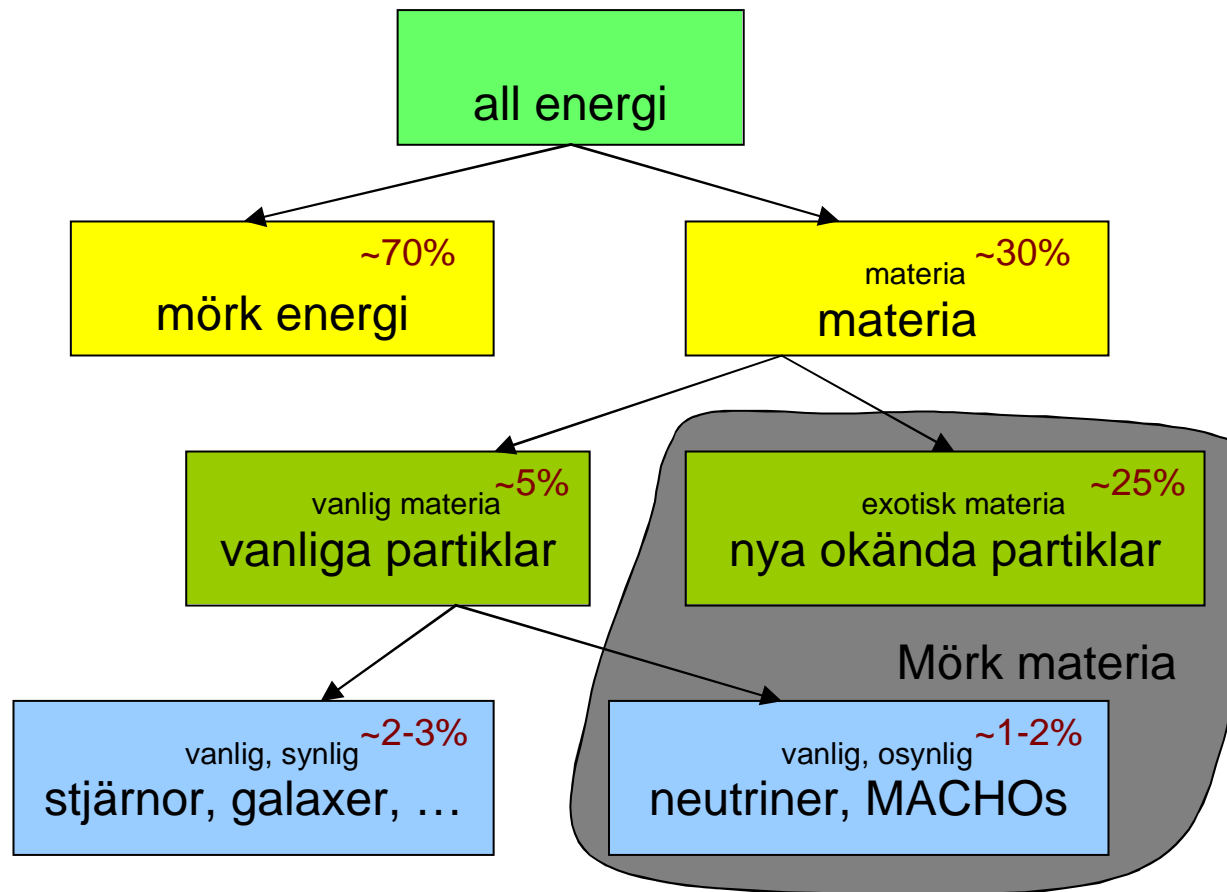 all energi
~70%
mörk energi
~30%
materia
materia
~5%
vanlig materia
vanliga partiklar
~25%
exotisk materia
nya okända partiklar
Mörk materia
~2-3%
vanlig, synlig
stjärnor, galaxer, …
~1-2%
vanlig, osynlig
neutriner, MACHOs